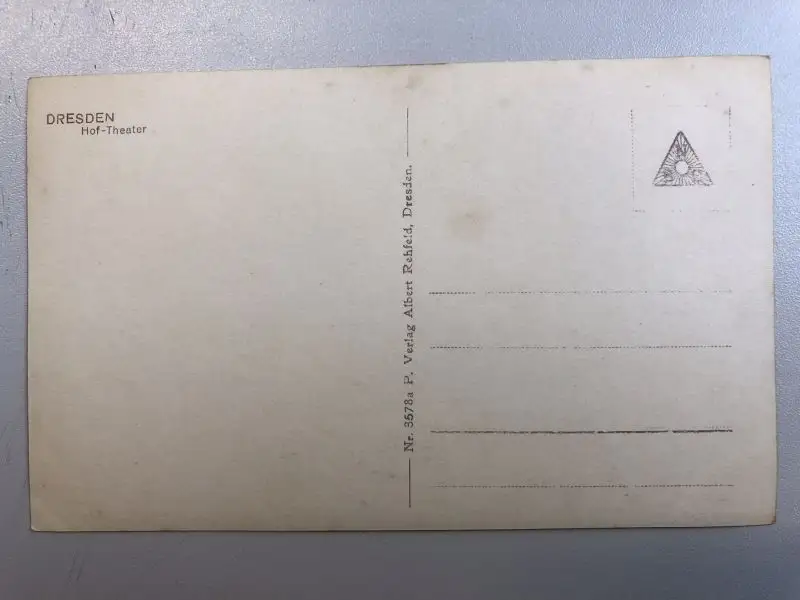 DRESDEN
Hof-Theater
Nr. 3578a P. Verlag Albert Rehfeld, Dresden.